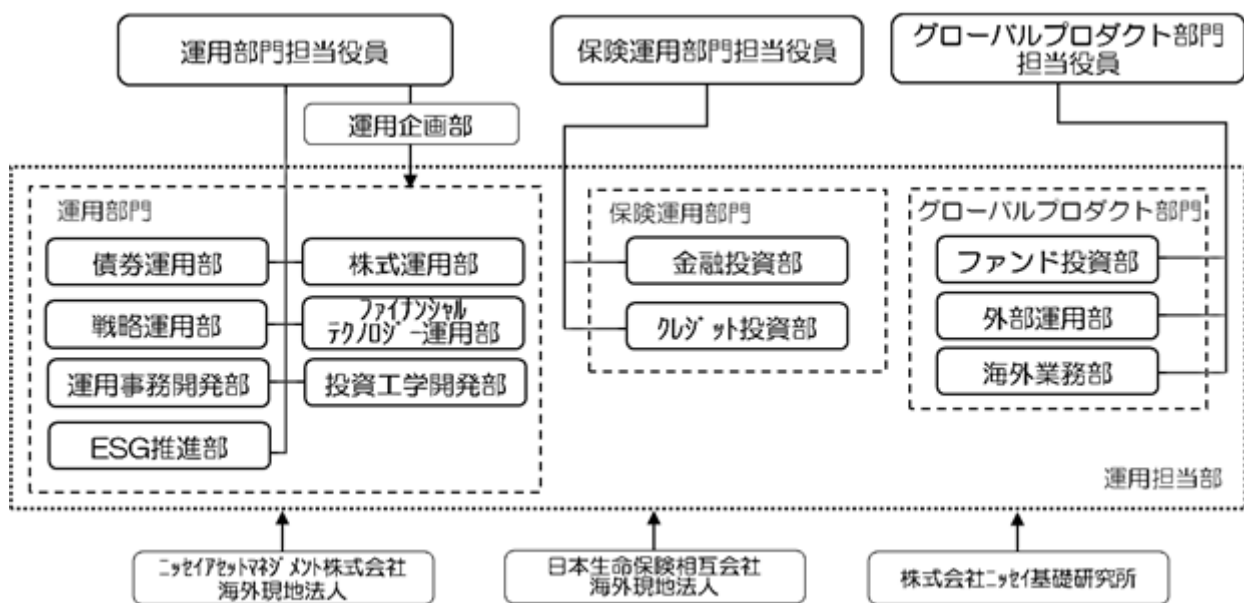 運用部門担当役員
保険運用部門担当役員
グローバルプロダクト部門
担当役員
運用企画部
運用部門
債券運用部
株式運用部
戦略運用部
ファイナンシャル
テクノロジー運用部
運用事務開発部
投資工学開発部
ESG推進部
保険運用部門
金融投資部
クレジット投資部
グローバルプロダクト部門
ファンド投資部
外部運用部
海外業務部
運用担当部
ニッセイアセットマネジメント株式会社
海外現地法人
日本生命保険相互会社
海外現地法人
株式会社ニッセイ基礎研究所